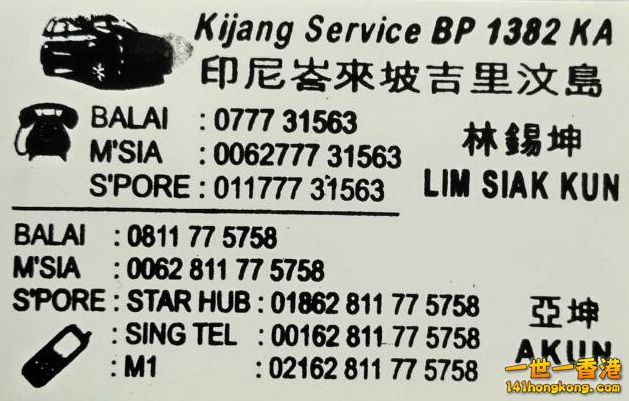 Kijang Service BP 1382 KA
印尼峇來坡吉里汶島
BALAI : 0777 31563
M'SIA : 0062777 31563
S'PORE : 011777 31563
林錫坤
LIM SIAK KUN
BALAI : 0811 77 5758
M'SIA : 0062 811 77 5758
S'PORE : STAR HUB : 01862 811 77 5758
: SING TEL : 00162 811 77 5758
: M1 : 02162 811 77 5758
亞坤
AKUN
一世一香港
141hongkong.com